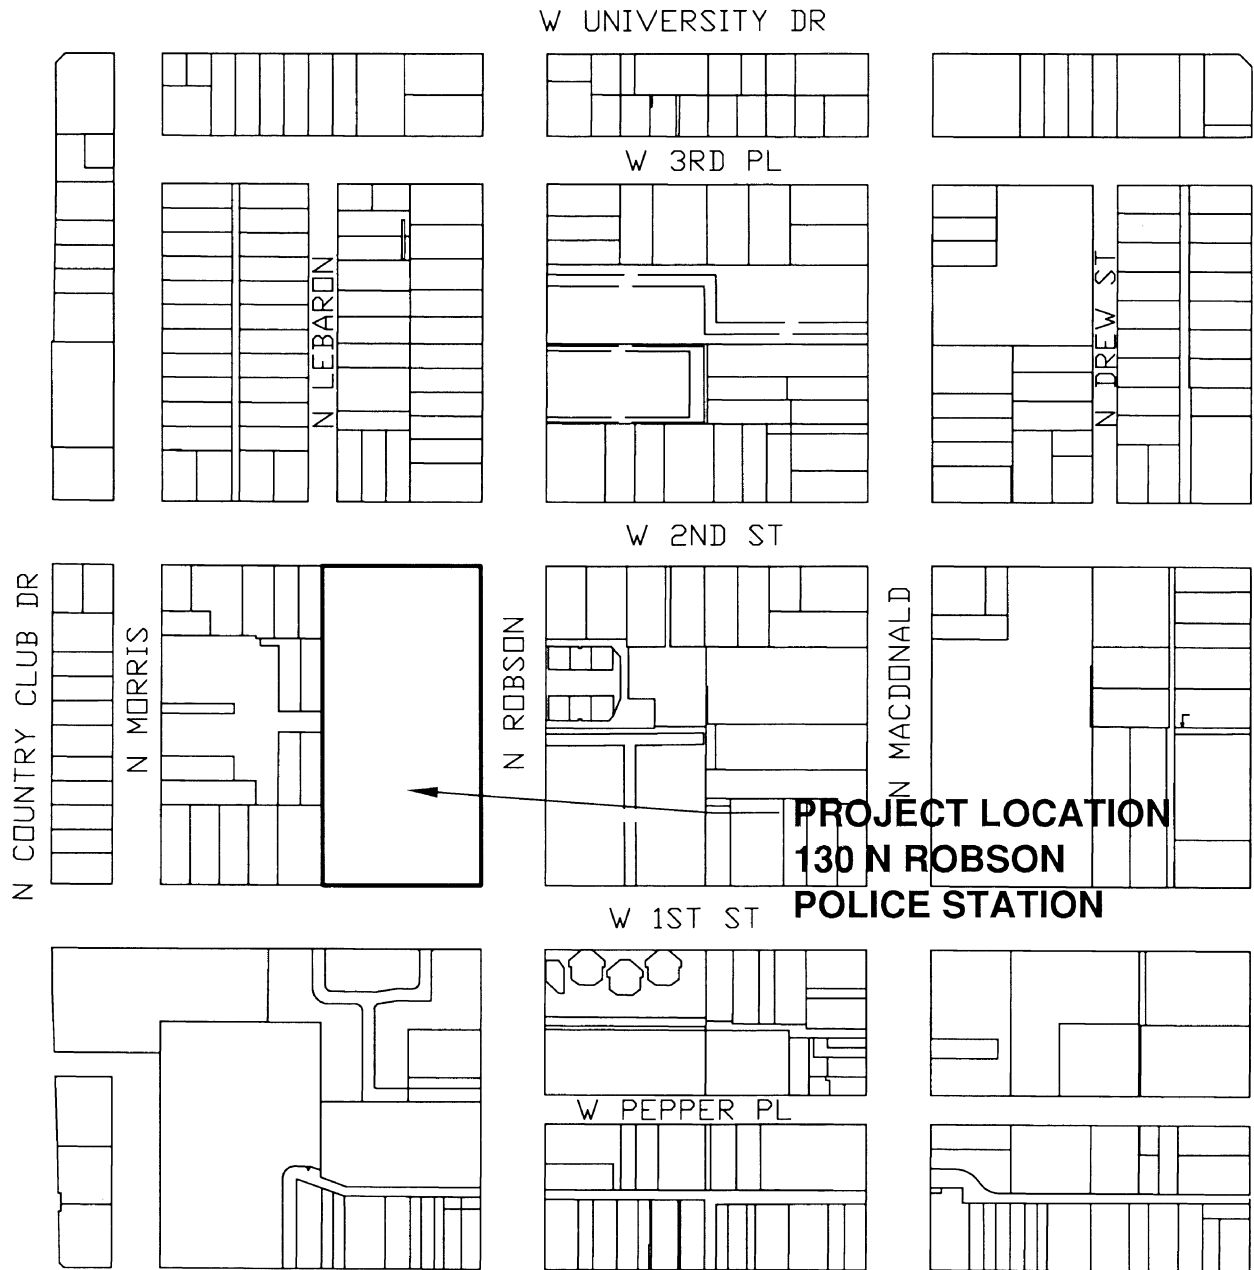 W UNIVERSITY DR
W 3RD PL
N LEBARON
N DREW ST
W 2ND ST
N COUNTRY CLUB DR
N MORRIS
N ROBSON
N MACDONALD
PROJECT LOCATION
130 N ROBSON
POLICE STATION
W 1ST ST
W PEPPER PL